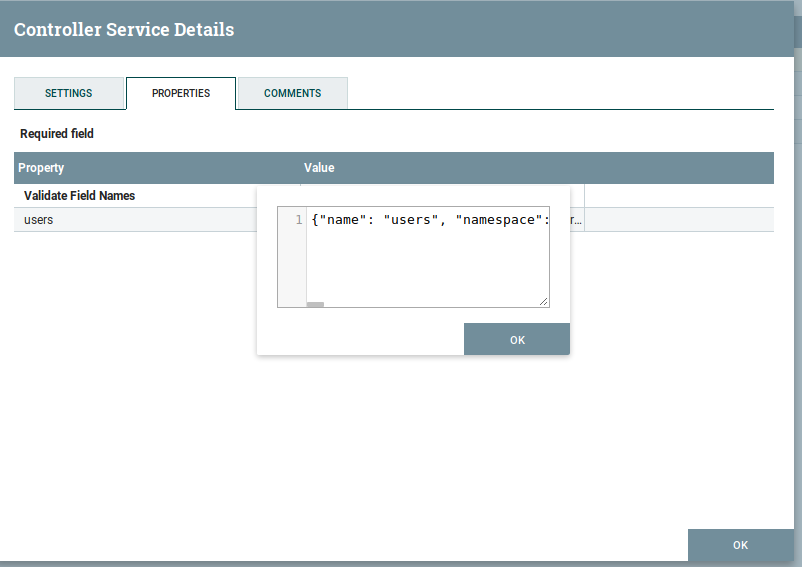 Controller Service Details
SETTINGS PROPERTIES COMMENTS
Required field
Property Value
Validate Field Names
users r...
1 {"name": "users", "namespace":
OK
OK